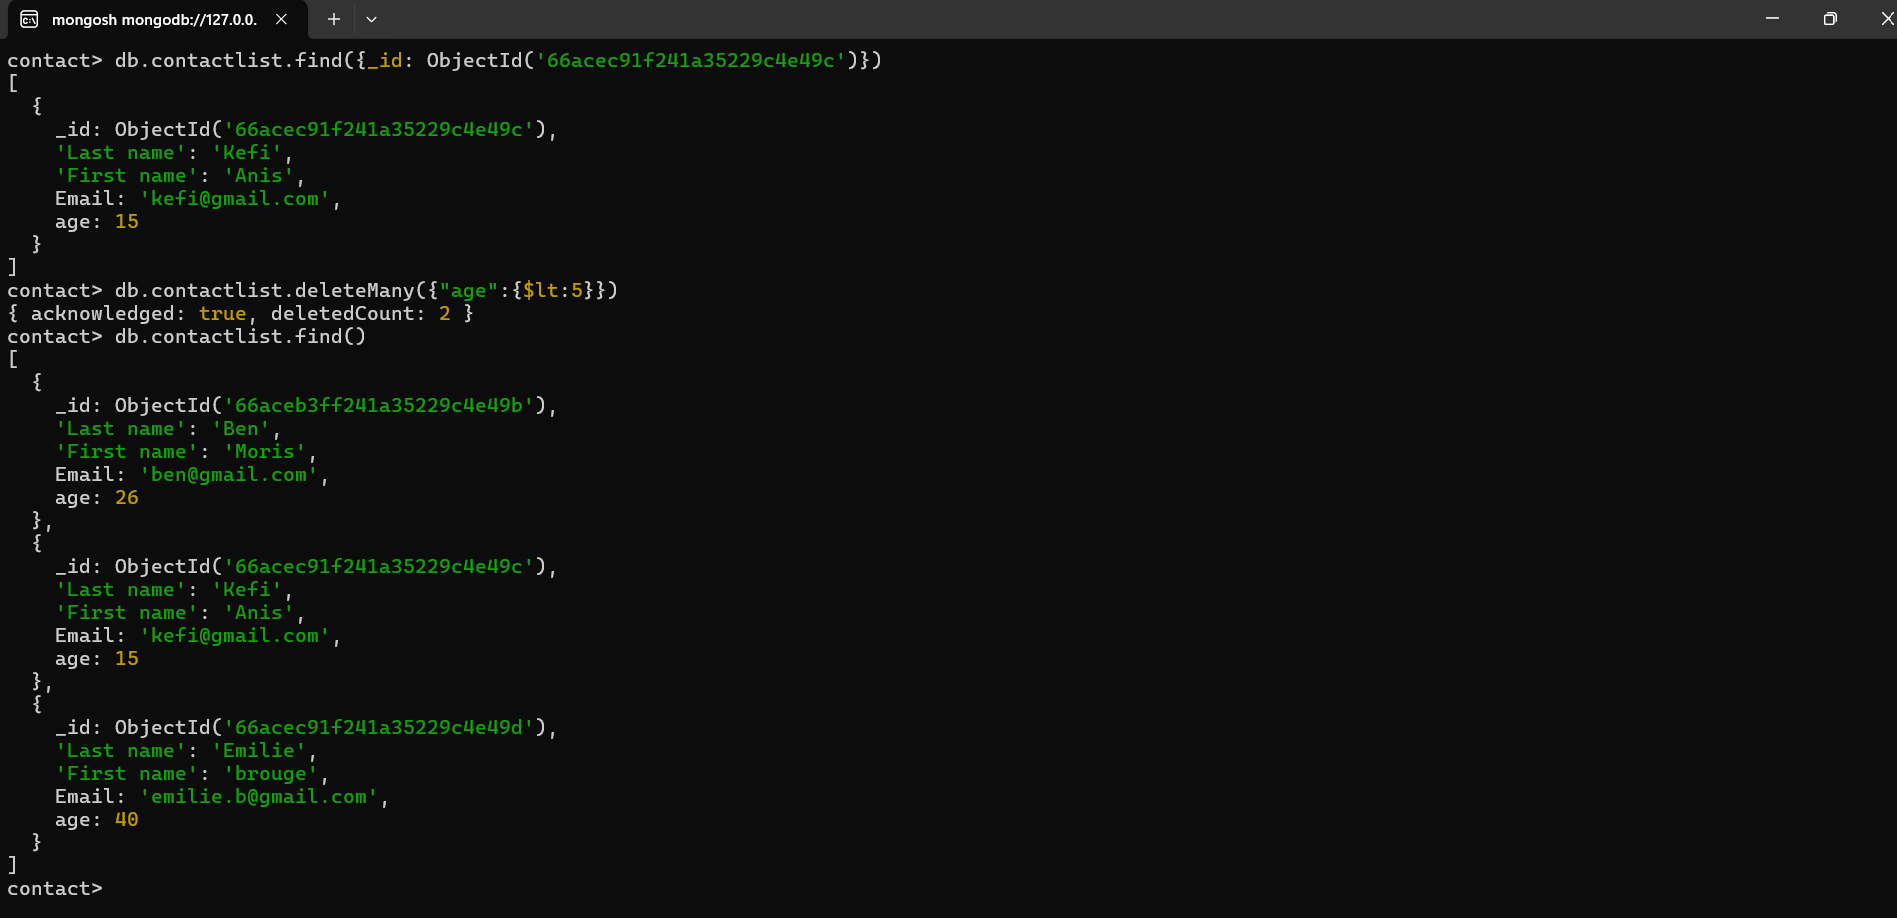 mongosh mongodb://127.0.0.
contact> db.contactlist.find({_id: ObjectId('66acec91f241a35229c4e49c')})
[
  {
    _id: ObjectId('66acec91f241a35229c4e49c'),
    'Last name': 'Kefi',
    'First name': 'Anis',
    Email: 'kefi@gmail.com',
    age: 15
  }
]
contact> db.contactlist.deleteMany({"age":{$lt:5}})
{ acknowledged: true, deletedCount: 2 }
contact> db.contactlist.find()
[
  {
    _id: ObjectId('66aceb3ff241a35229c4e49b'),
    'Last name': 'Ben',
    'First name': 'Moris',
    Email: 'ben@gmail.com',
    age: 26
  },
  {
    _id: ObjectId('66acec91f241a35229c4e49c'),
    'Last name': 'Kefi',
    'First name': 'Anis',
    Email: 'kefi@gmail.com',
    age: 15
  },
  {
    _id: ObjectId('66acec91f241a35229c4e49d'),
    'Last name': 'Emilie',
    'First name': 'brouge',
    Email: 'emilie.b@gmail.com',
    age: 40
  }
]
contact>